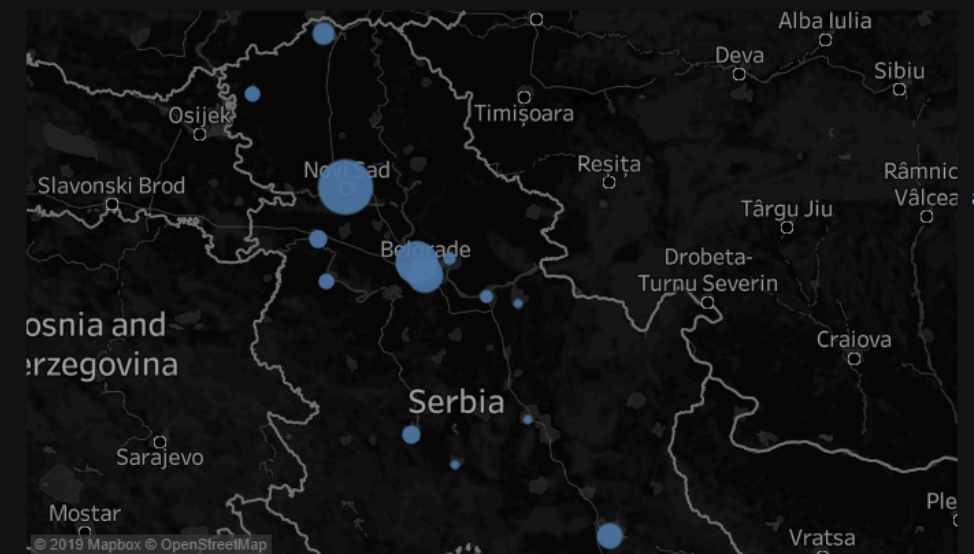 Alba Iulia
Deva
Sibiu
Timișoara
Osijek
Novi Sad
Reșița
Râmnic
Vâlcea
Slavonski Brod
Târgu Jiu
Belgrade
Drobeta-
Turnu Severin
osnia and
erzegovina
Craiova
Serbia
Sarajevo
Mostar
Ple
Vratsa
© 2019 Mapbox © OpenStreetMap